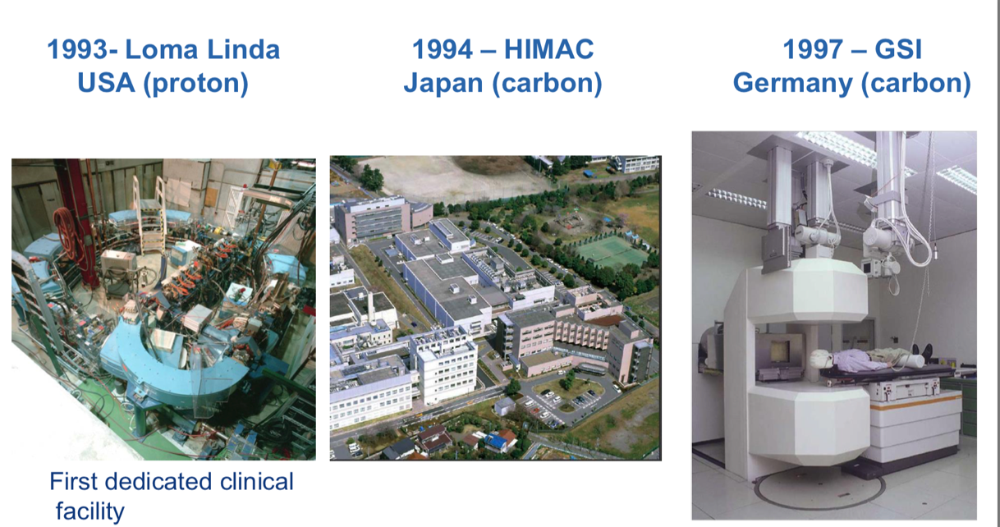 1993- Loma Linda
USA (proton)
1994 – HIMAC
Japan (carbon)
1997 – GSI
Germany (carbon)
First dedicated clinical
facility